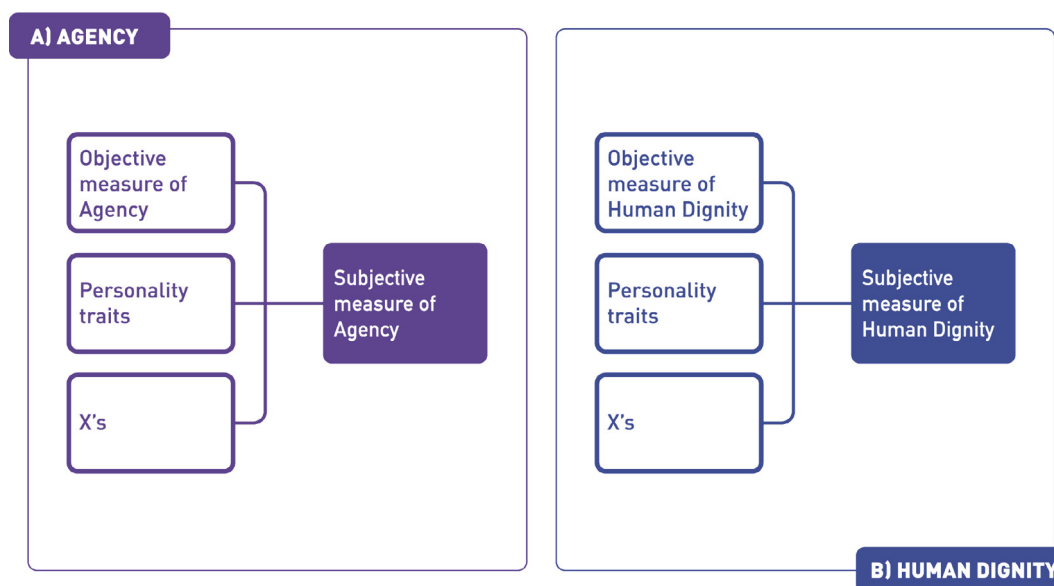 A) AGENCY
Objective
measure of
Agency
Personality
traits
X's
Subjective
measure of
Agency
Objective
measure of
Human Dignity
Personality
traits
X's
Subjective
measure of
Human Dignity
B) HUMAN DIGNITY